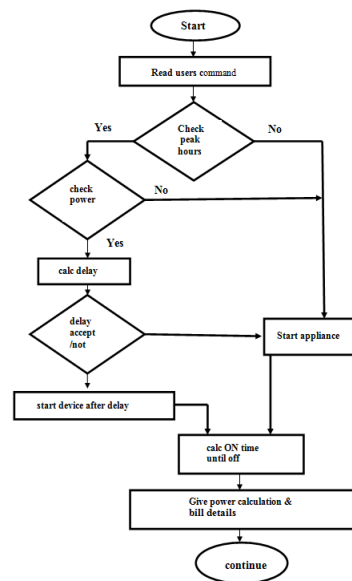 Start
Read users command
Yes
Check
peak
hours
No
check
power
No
Yes
calc delay
delay
accept
/not
Start appliance
start device after delay
calc ON time
until off
Give power calculation &
bill details
continue